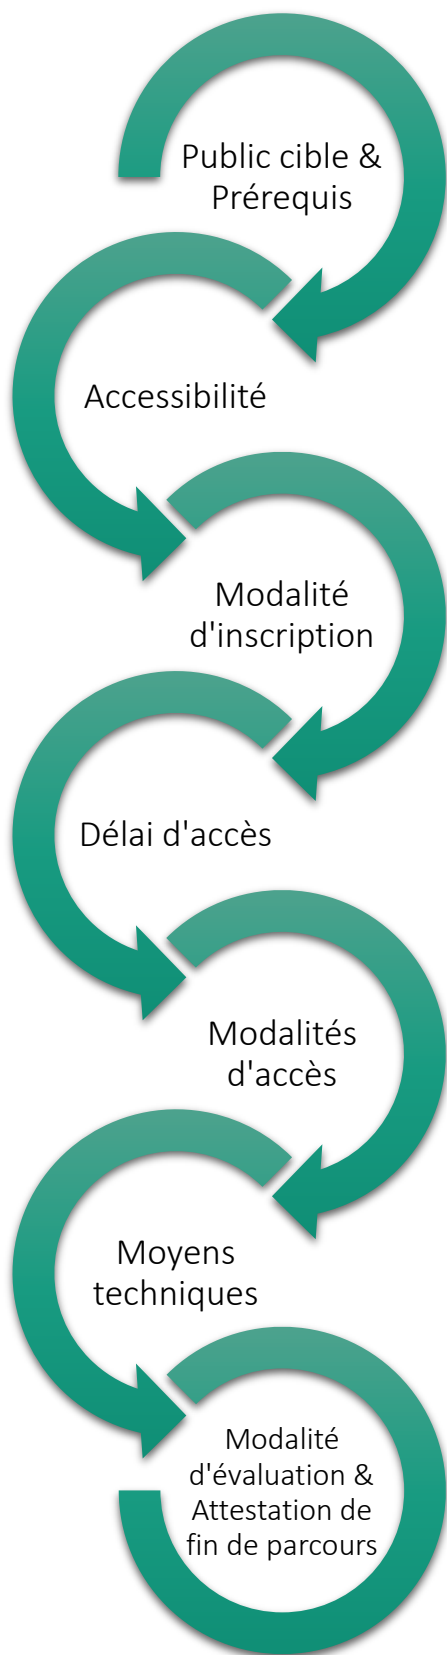 Public cible &
Prérequis
Accessibilité
Modalité
d'inscription
Délai d'accès
Modalités
d'accès
Moyens
techniques
Modalité
d'évaluation &
Attestation de
fin de parcours